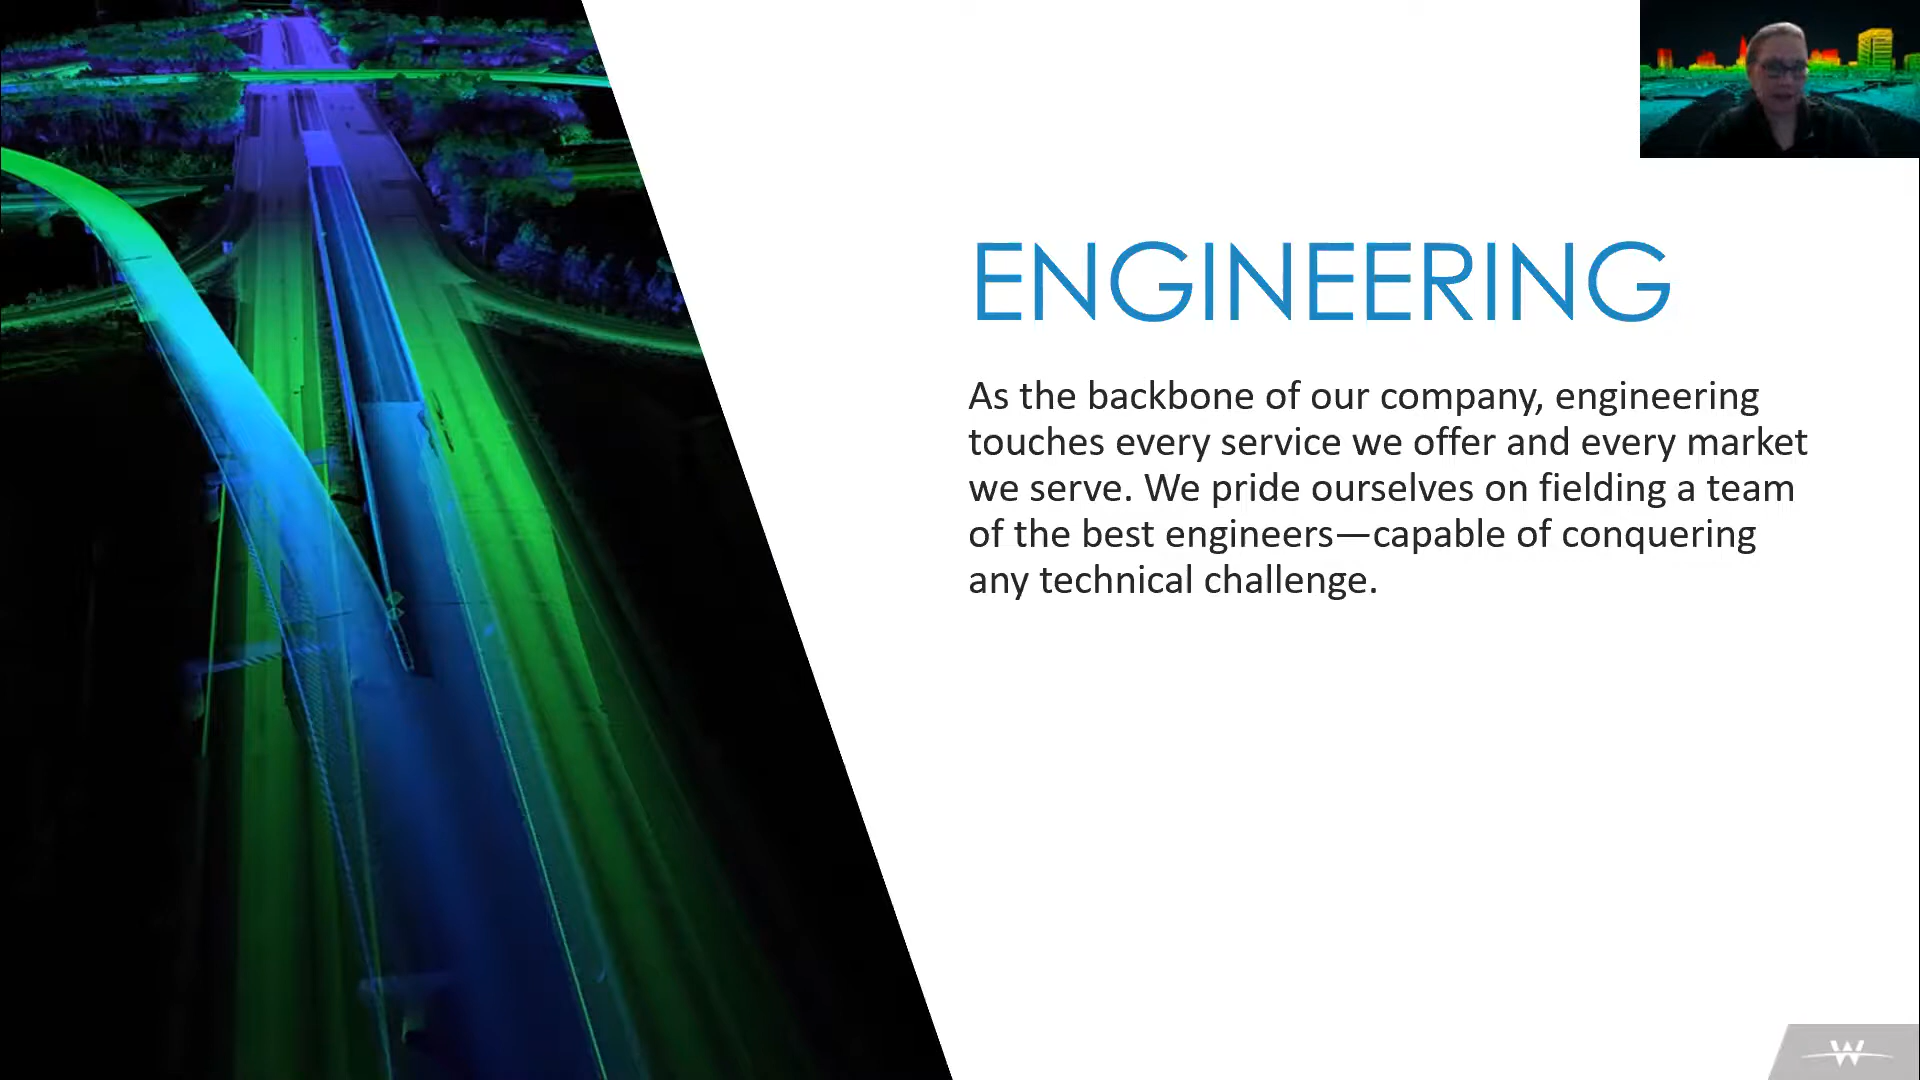 ENGINEERING
As the backbone of our company, engineering
touches every service we offer and every market
we serve. We pride ourselves on fielding a team
of the best engineers—capable of conquering
any technical challenge.
W